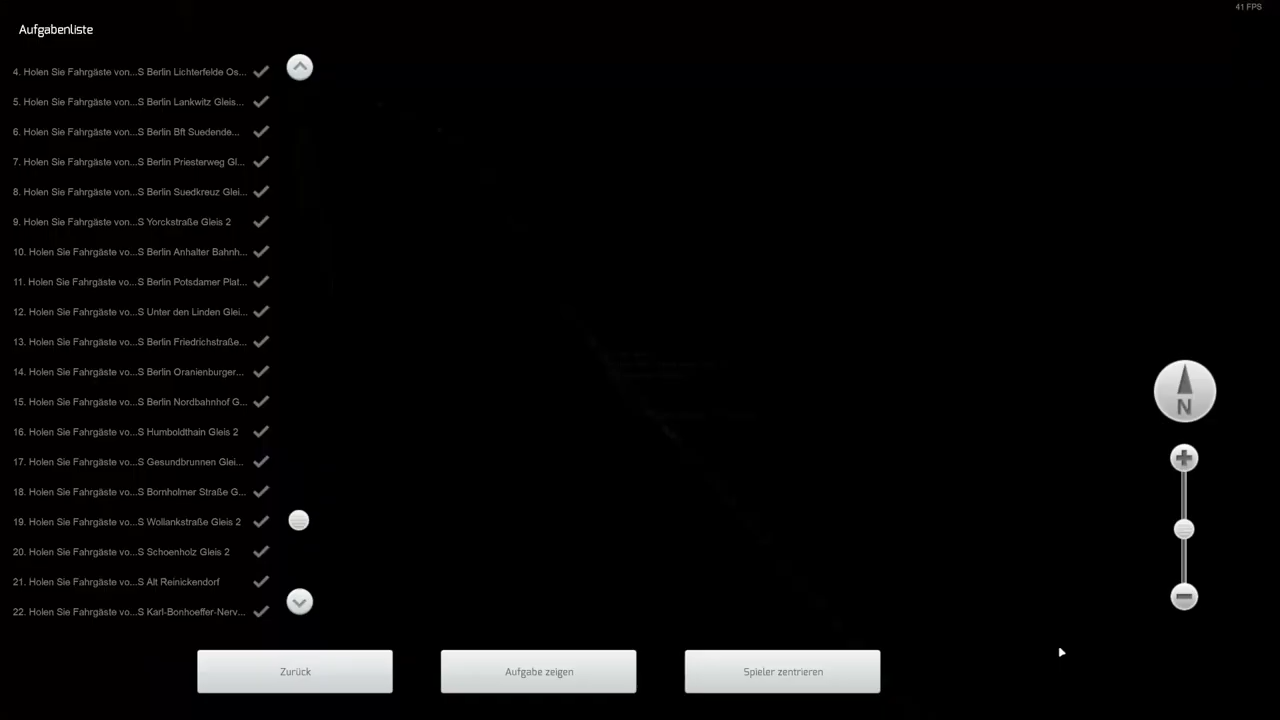 41 FPS
Aufgabenliste
4. Holen Sie Fahrgäste von...S Berlin Lichterfelde Os...
5. Holen Sie Fahrgäste von...S Berlin Lankwitz Gleis...
6. Holen Sie Fahrgäste von...S Berlin Bft Suedende...
7. Holen Sie Fahrgäste von...S Berlin Priesterweg Gl...
8. Holen Sie Fahrgäste von...S Berlin Suedkreuz Glei...
9. Holen Sie Fahrgäste von...S Yorckstraße Gleis 2
10. Holen Sie Fahrgäste vo...S Berlin Anhalter Bahnh...
11. Holen Sie Fahrgäste vo...S Berlin Potsdamer Plat...
12. Holen Sie Fahrgäste vo...S Unter den Linden Glei...
13. Holen Sie Fahrgäste vo...S Berlin Friedrichstraße...
14. Holen Sie Fahrgäste vo...S Berlin Oranienburger...
15. Holen Sie Fahrgäste vo...S Berlin Nordbahnhof G...
16. Holen Sie Fahrgäste vo...S Humboldthain Gleis 2
17. Holen Sie Fahrgäste vo...S Gesundbrunnen Glei...
18. Holen Sie Fahrgäste vo...S Bornholmer Straße G...
19. Holen Sie Fahrgäste vo...S Wollankstraße Gleis 2
20. Holen Sie Fahrgäste vo...S Schoenholz Gleis 2
21. Holen Sie Fahrgäste vo...S Alt Reinickendorf
22. Holen Sie Fahrgäste vo...S Karl-Bonhoeffer-Nerv...
N
Zurück
Aufgabe zeigen
Spieler zentrieren